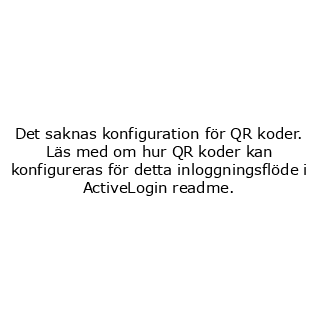 Det saknas konfiguration för QR koder.
Läs med om hur QR koder kan
konfigureras för detta inloggningsflöde i
ActiveLogin readme.